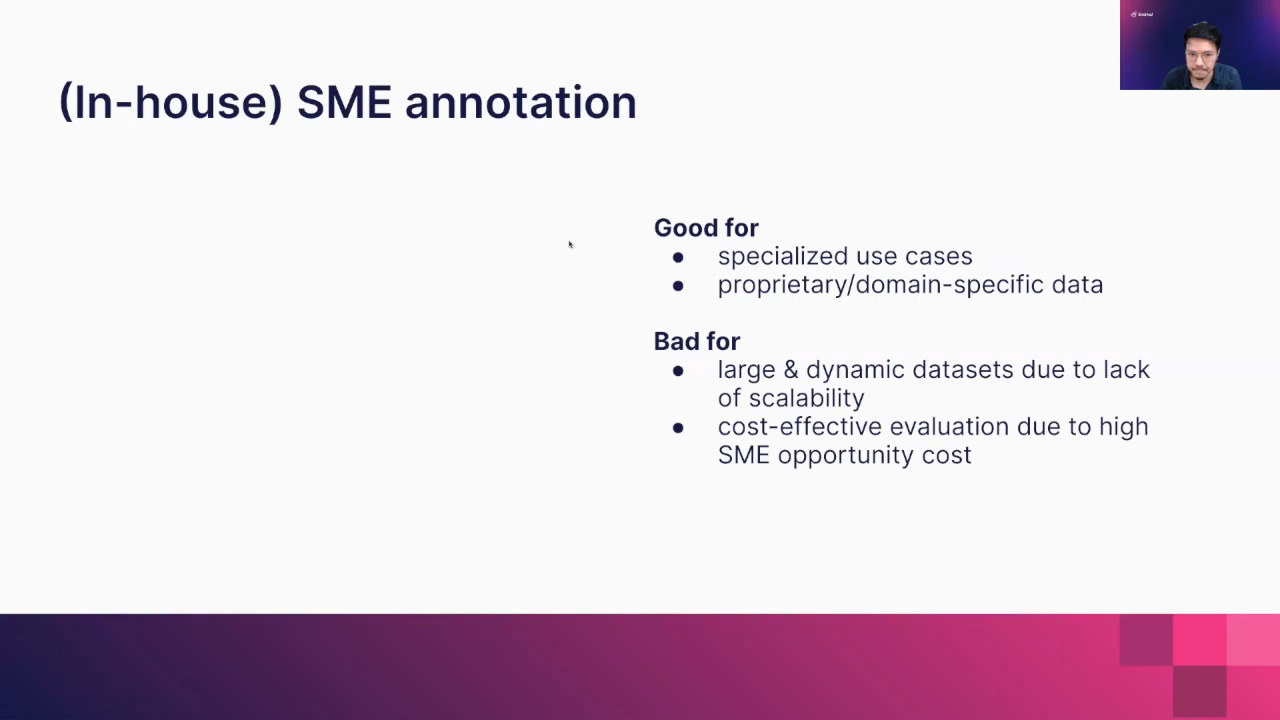 (In-house) SME annotation
Good for
● specialized use cases
● proprietary/domain-specific data
Bad for
● large & dynamic datasets due to lack
of scalability
● cost-effective evaluation due to high
SME opportunity cost